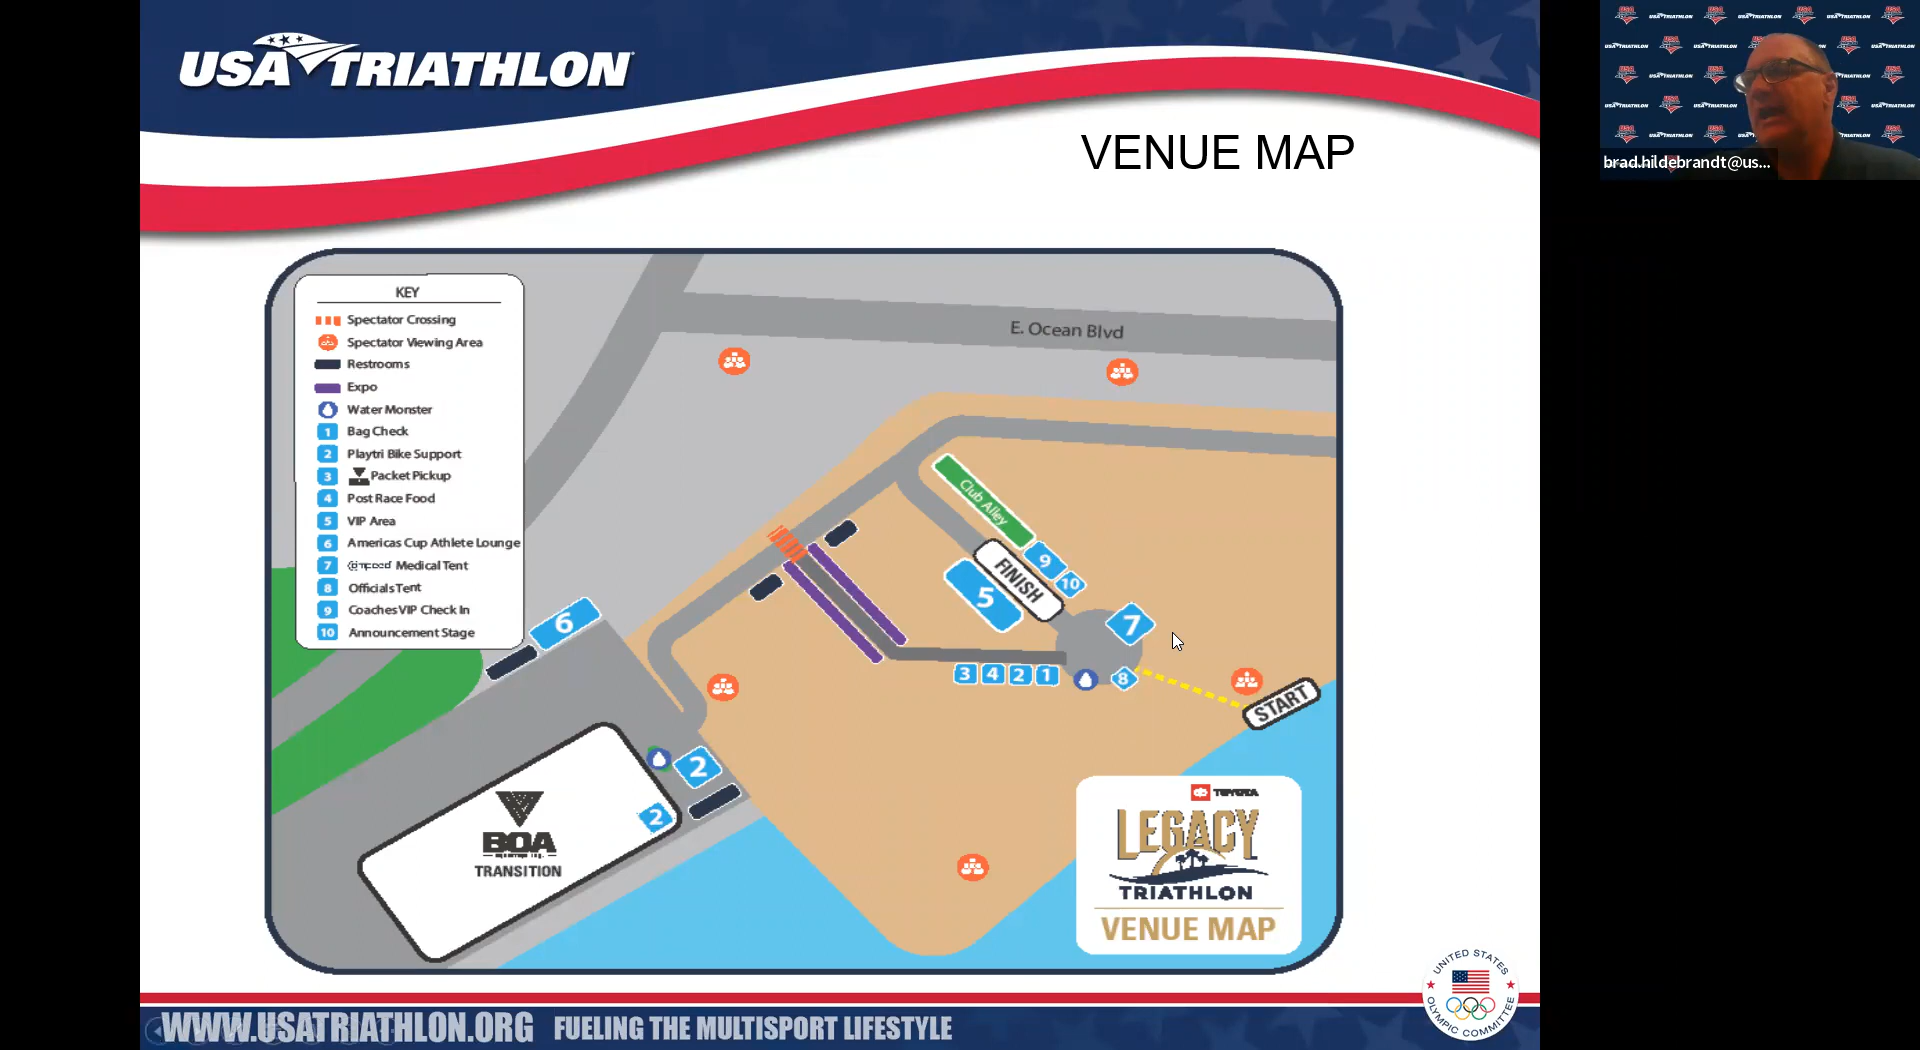 USA TRIATHLON
VENUE MAP
brad.hildebrandt@us...
KEY
Spectator Crossing
Spectator Viewing Area
Restrooms
Expo
Water Monster
1 Bag Check
2 Playtri Bike Support
3 Packet Pickup
4 Post Race Food
5 VIP Area
6 Americas Cup Athlete Lounge
7 Medical Tent
8 Officials Tent
9 Coaches VIP Check In
10 Announcement Stage
E. Ocean Blvd
Club Alley
FINISH
9
10
5
7
6
3 4 2 1
8
START
2
2
BOA
TRANSITION
TOYOTA
LEGACY
TRIATHLON
VENUE MAP
UNITED STATES
OLYMPIC COMMITTEE
WWW.USATRIATHLON.ORG FUELING THE MULTISPORT LIFESTYLE